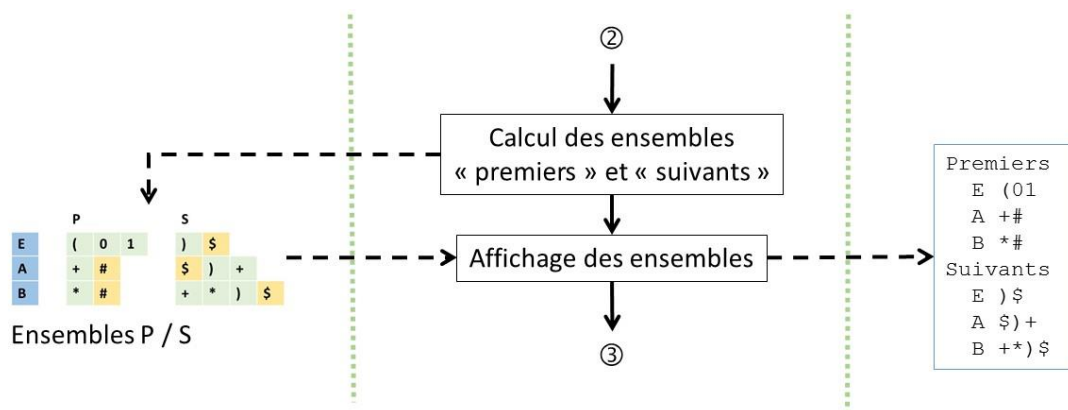 ②
Calcul des ensembles
« premiers » et « suivants »
P S
E ( 0 1 ) $
A + # $ ) +
B * # + * ) $
Ensembles P / S
Affichage des ensembles
③
Premiers
E (01
A +#
B *#
Suivants
E )$
A $)+
B +*)$